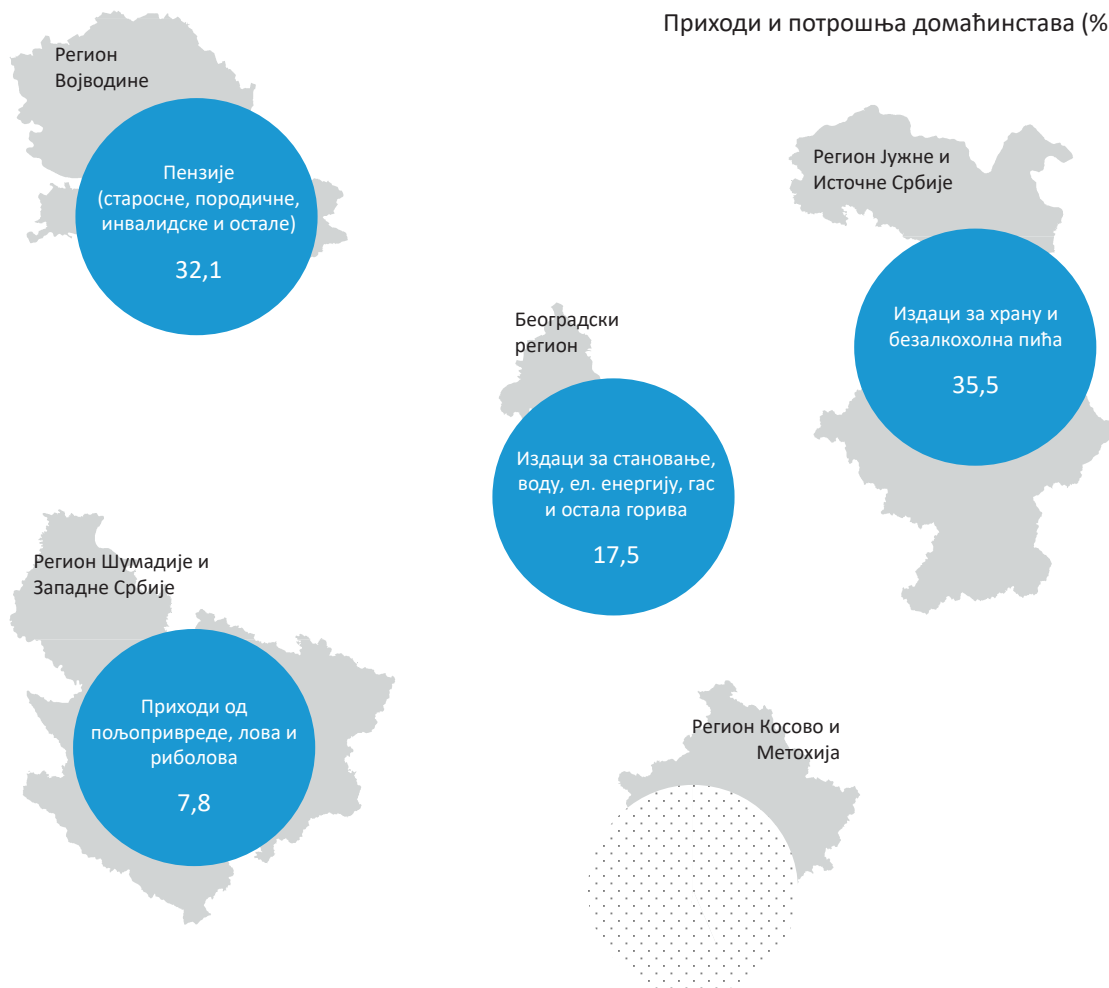 Приходи и потрошња домаћинстава (%
Регион
Војводине
Пензије
(старосне, породичне,
инвалидске и остале)
32,1
Регион Јужне и
Источне Србије
Издаци за храну и
безалкохолна пића
35,5
Београдски
регион
Издаци за становање,
воду, ел. енергију, гас
и остала горива
17,5
Регион Шумадије и
Западне Србије
Приходи од
пољопривреде, лова и
риболова
7,8
Регион Косово и
Метохија